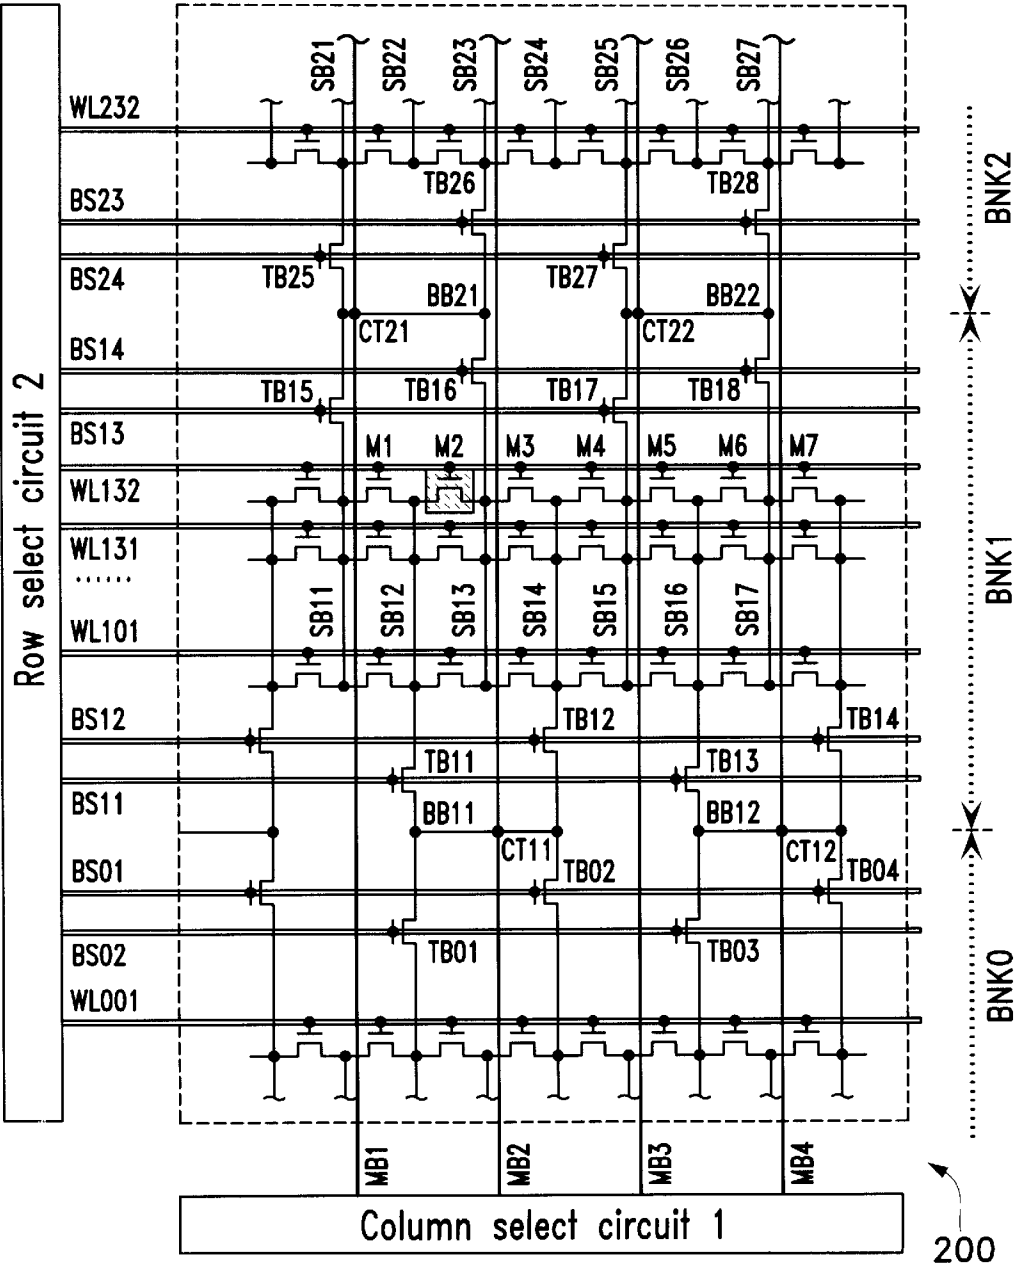 SB21 SB22 SB23 SB24 SB25 SB26 SB27
WL232
TB26 TB28
BNK2
BS23
TB25 TB27
BS24
BB21 BB22
CT21 CT22
BS14
TB15 TB16 TB17 TB18
BS13
M1 M2 M3 M4 M5 M6 M7
Row select circuit 2
WL132
WL131
......
BNK1
SB11 SB12 SB13 SB14 SB15 SB16 SB17
WL101
BS12
TB12 TB14
TB11 TB13
BS11
BB11 BB12
CT11 CT12
BS01
TB02 TB04
TB01 TB03
BS02
BNK0
WL001
MB1 MB2 MB3 MB4
Column select circuit 1
200